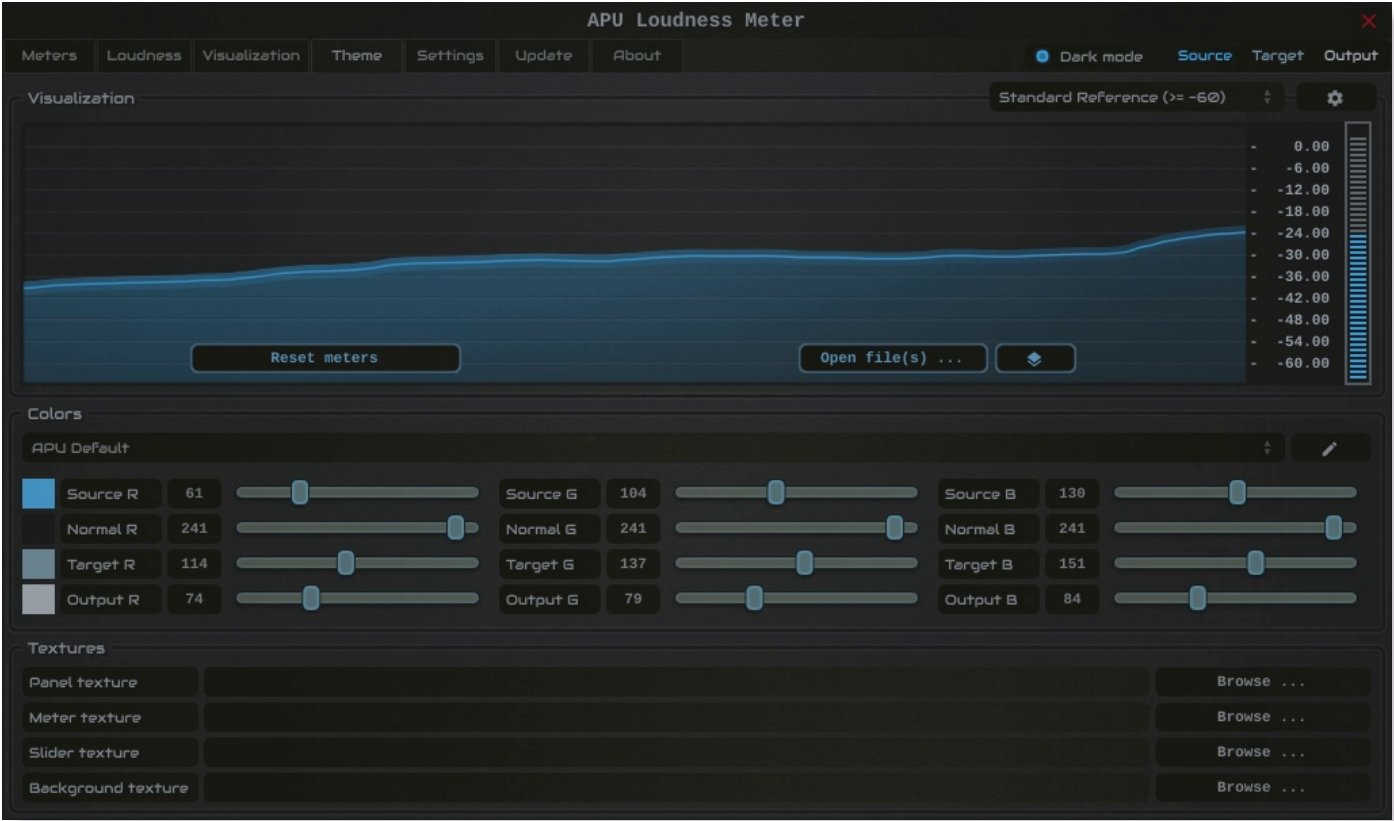 APU Loudness Meter
Meters Loudness Visualization Theme Settings Update About Dark mode Source Target Output
Visualization Standard Reference (>= -60)
- 0.00
- -6.00
- -12.00
- -18.00
- -24.00
- -30.00
- -36.00
- -42.00
- -48.00
- -54.00
- -60.00
Reset meters Open file(s) ...
Colors
APU Default
Source R 61 Source G 104 Source B 130
Normal R 241 Normal G 241 Normal B 241
Target R 114 Target G 137 Target B 151
Output R 74 Output G 79 Output B 84
Textures
Panel texture Browse ...
Meter texture Browse ...
Slider texture Browse ...
Background texture Browse ...